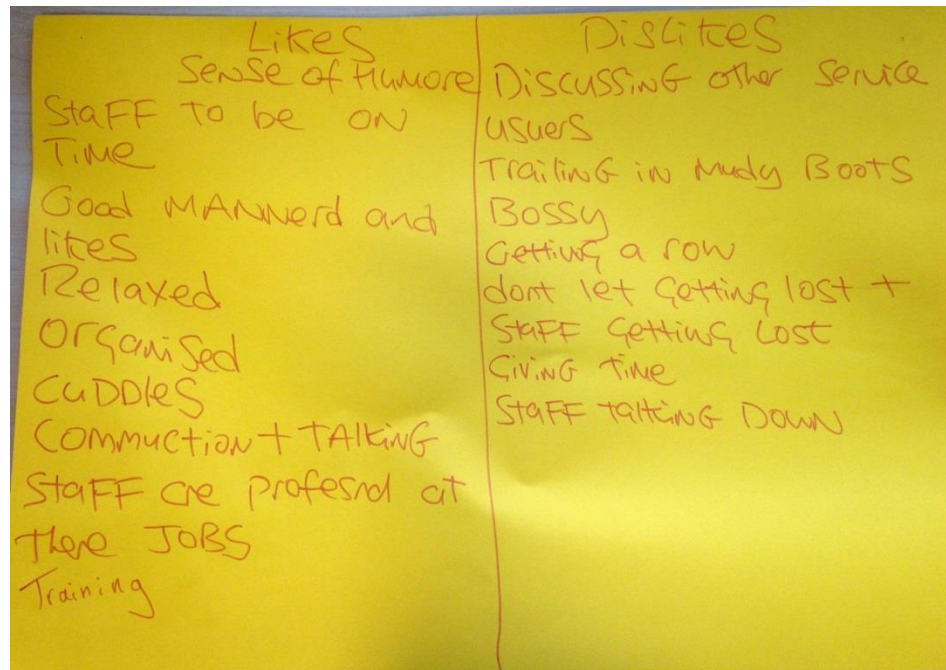 Likes
Sense of Humore
Staff to be on
Time
Good Mannerd and
likes
Relaxed
Organised
Cuddles
Commuction + Talking
Staff are profesnd at
there Jobs
Training
Dislikes
Discussing other service
users
Trailing in mudy Boots
Bossy
Getting a row
dont let Getting lost +
Staff Getting Lost
Giving Time
Staff talking Down